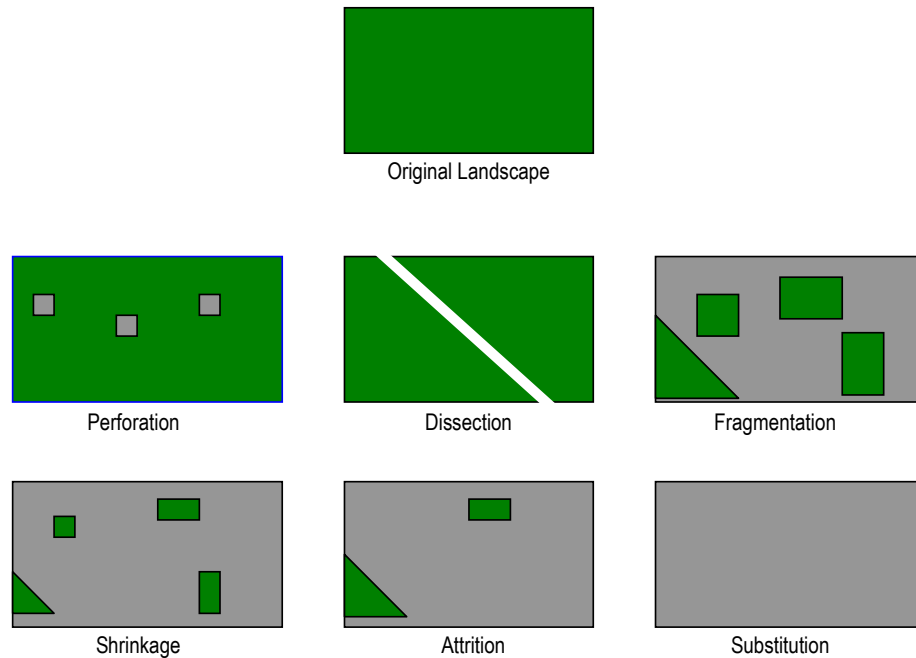 Original Landscape
Perforation
Dissection
Fragmentation
Shrinkage
Attrition
Substitution